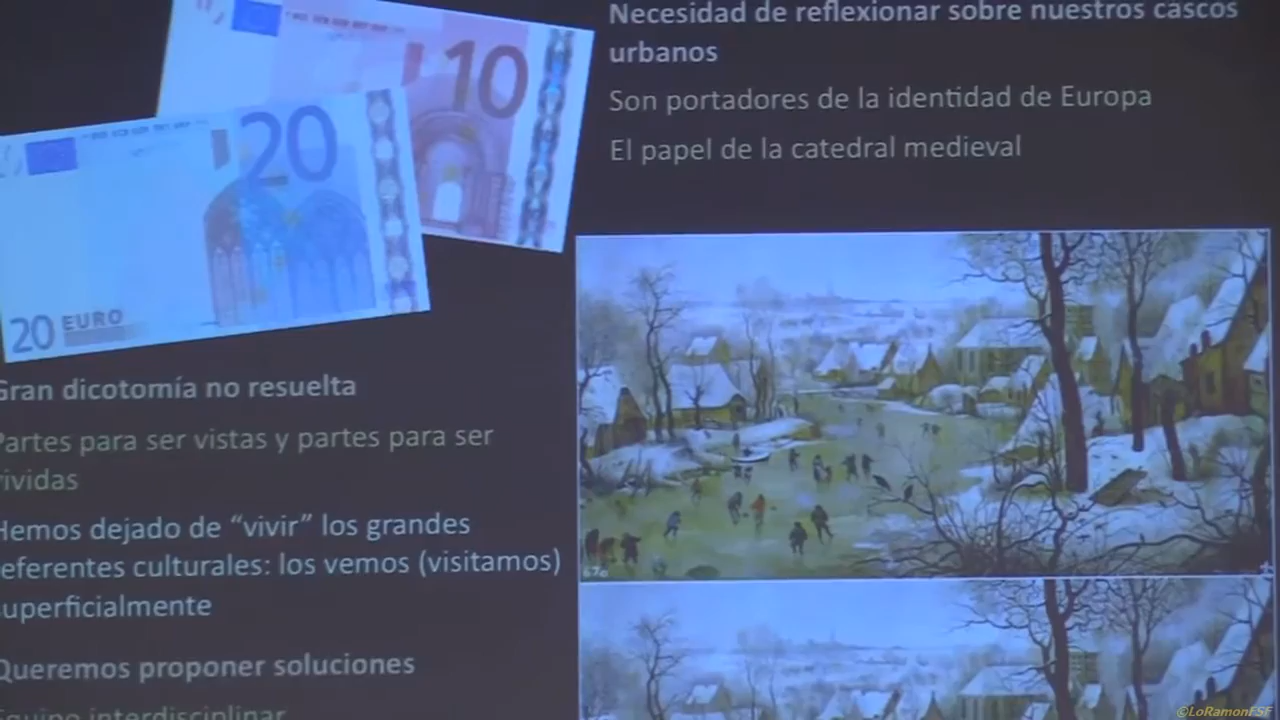 Necesidad de reflexionar sobre nuestros cascos
urbanos
Son portadores de la identidad de Europa
El papel de la catedral medieval
10
20
20 EURO
Gran dicotomía no resuelta
Partes para ser vistas y partes para ser
vividas
Hemos dejado de “vivir” los grandes
referentes culturales: los vemos (visitamos)
superficialmente
Queremos proponer soluciones
Equipo interdisciplinar
©LoRamonFSF